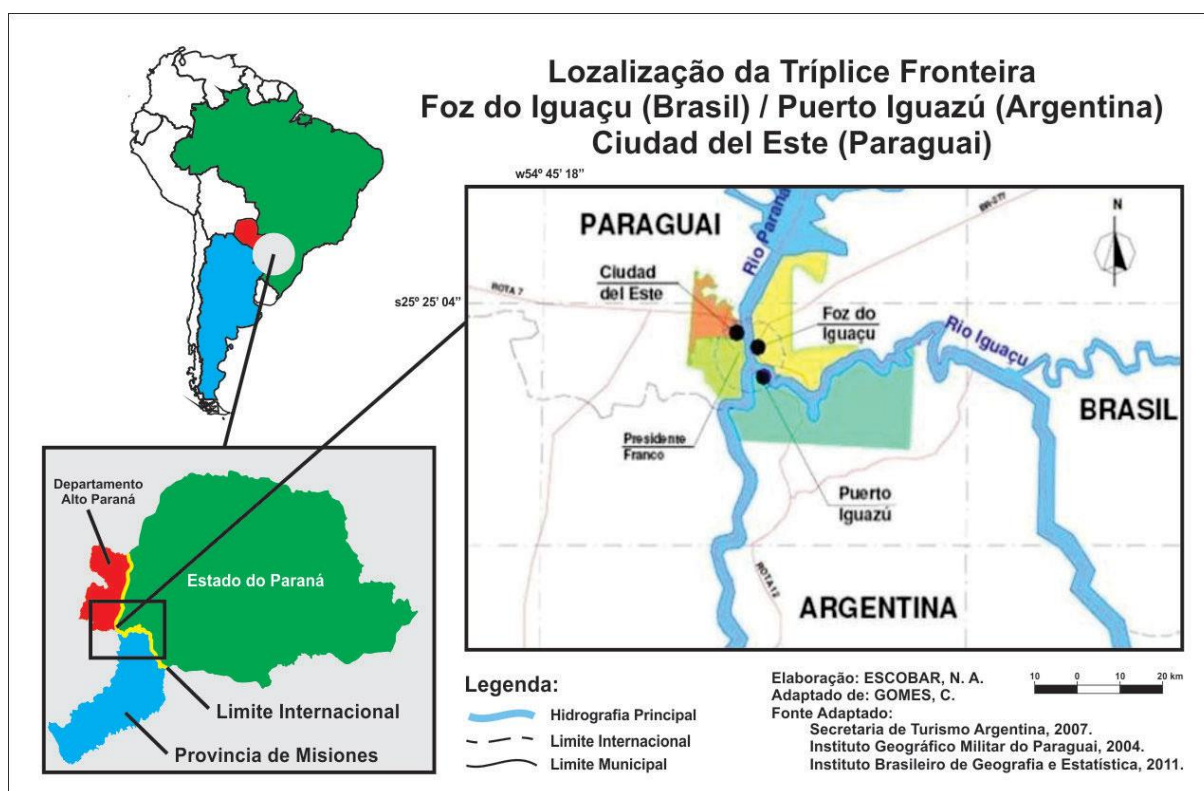 Lozalização da Tríplice Fronteira
Foz do Iguaçu (Brasil) / Puerto Iguazú (Argentina)
Ciudad del Este (Paraguai)
w54º 45' 18"
s25º 25' 04"
PARAGUAI
Rio Paraná
BR-277
N
Ciudad
del Este
ROTA 7
Foz do
Iguaçu
Rio Iguaçu
BRASIL
Presidente
Franco
Puerto
Iguazú
ROTA12
ARGENTINA
Departamento
Alto Paraná
Estado do Paraná
Limite Internacional
Provincia de Misiones
Legenda:
Hidrografia Principal
Limite Internacional
Limite Municipal
Elaboração: ESCOBAR, N. A.
Adaptado de: GOMES, C.
Fonte Adaptado:
Secretaria de Turismo Argentina, 2007.
Instituto Geográfico Militar do Paraguai, 2004.
Instituto Brasileiro de Geografia e Estatística, 2011.
10 0 10 20 km